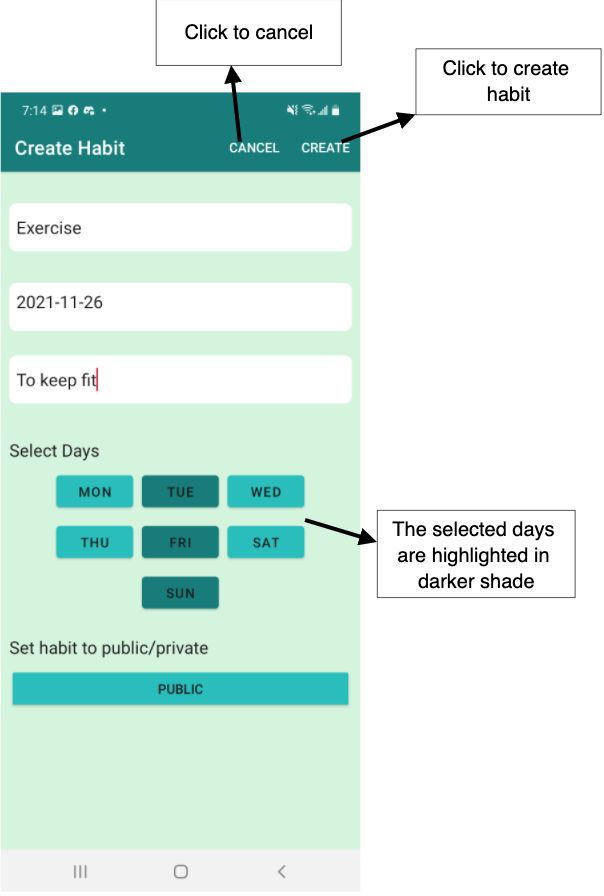 Click to cancel
Click to create
habit
7:14
Create Habit
CANCEL
CREATE
Exercise
2021-11-26
To keep fit
Select Days
MON
TUE
WED
THU
FRI
SAT
SUN
The selected days
are highlighted in
darker shade
Set habit to public/private
PUBLIC